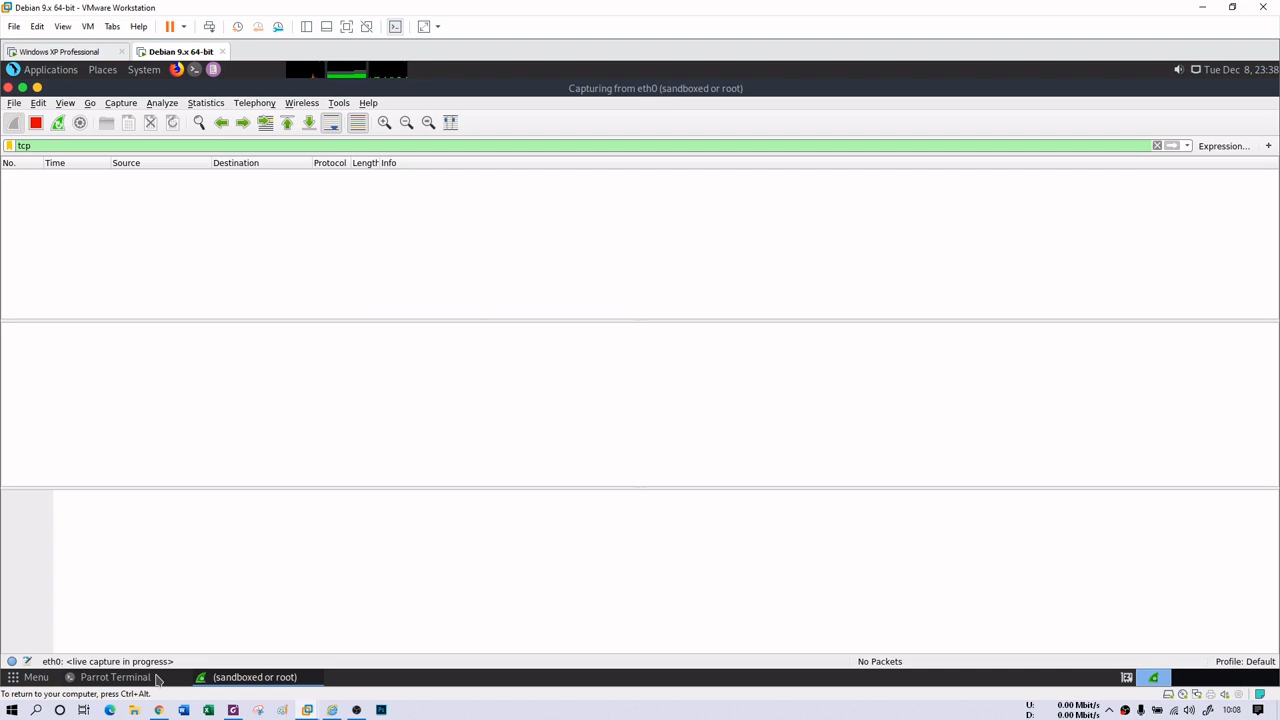 Debian 9.x 64-bit - VMware Workstation
File Edit View VM Tabs Help
Windows XP Professional Debian 9.x 64-bit
Applications Places System Tue Dec 8, 23:38
Capturing from eth0 (sandboxed or root)
File Edit View Go Capture Analyze Statistics Telephony Wireless Tools Help
tcp Expression... +
No. Time Source Destination Protocol Length Info
eth0: <live capture in progress> No Packets Profile: Default
Menu Parrot Terminal (sandboxed or root)
To return to your computer, press Ctrl+Alt.
U: 0.00 Mbit/s
D: 0.00 Mbit/s
10:08